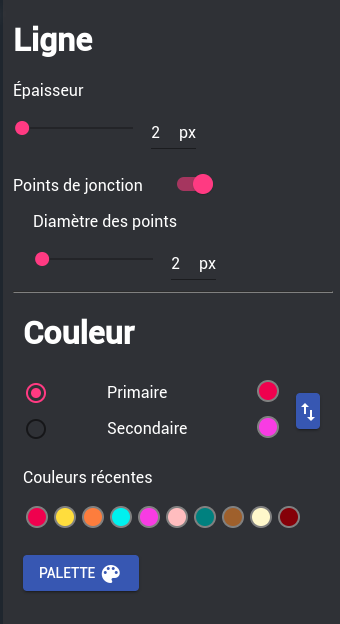 Ligne
Épaisseur
2 px
Points de jonction
Diamètre des points
2 px
Couleur
Primaire
Secondaire
Couleurs récentes
PALETTE